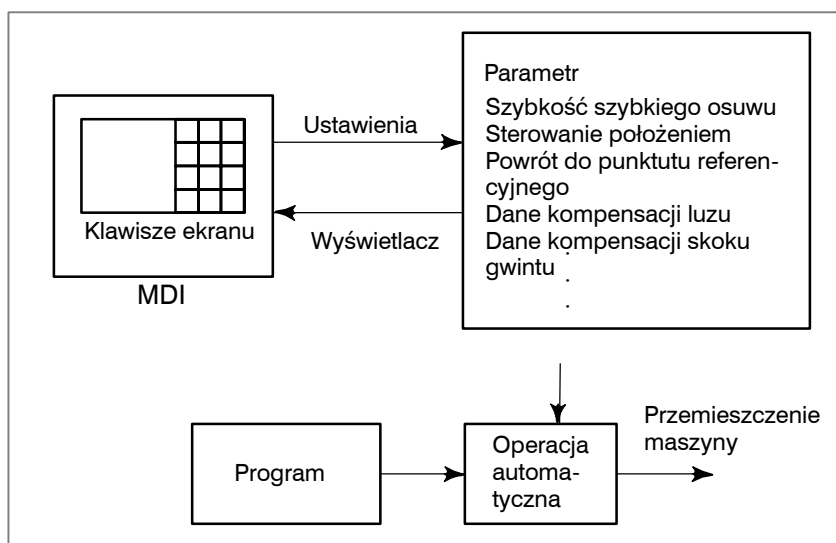 Parametr
Szybkość szybkiego osuwu
Sterowanie położeniem
Powrót do punktutu referen-
cyjnego
Dane kompensacji luzu
Dane kompensacji skoku
gwintu
.
.
.
Ustawienia
Wyświetlacz
Klawisze ekranu
MDI
Program
Operacja
automa-
tyczna
Przemieszczenie
maszyny